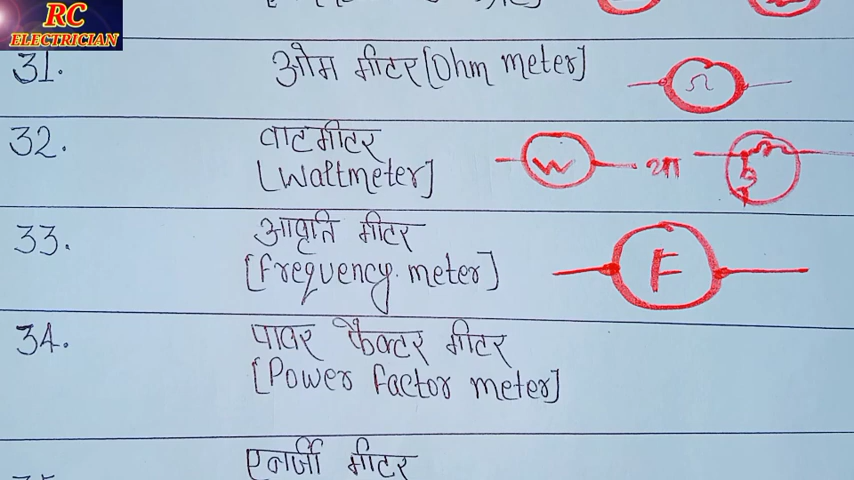 RC
ELECTRICIAN
31. ओम मीटर [Ohm meter] Ω
32. वाटमीटर
[Wattmeter] W या
33. आवृति मीटर
[Frequency meter] F
34. पावर फैक्टर मीटर
[Power factor meter]
एनर्जी मीटर